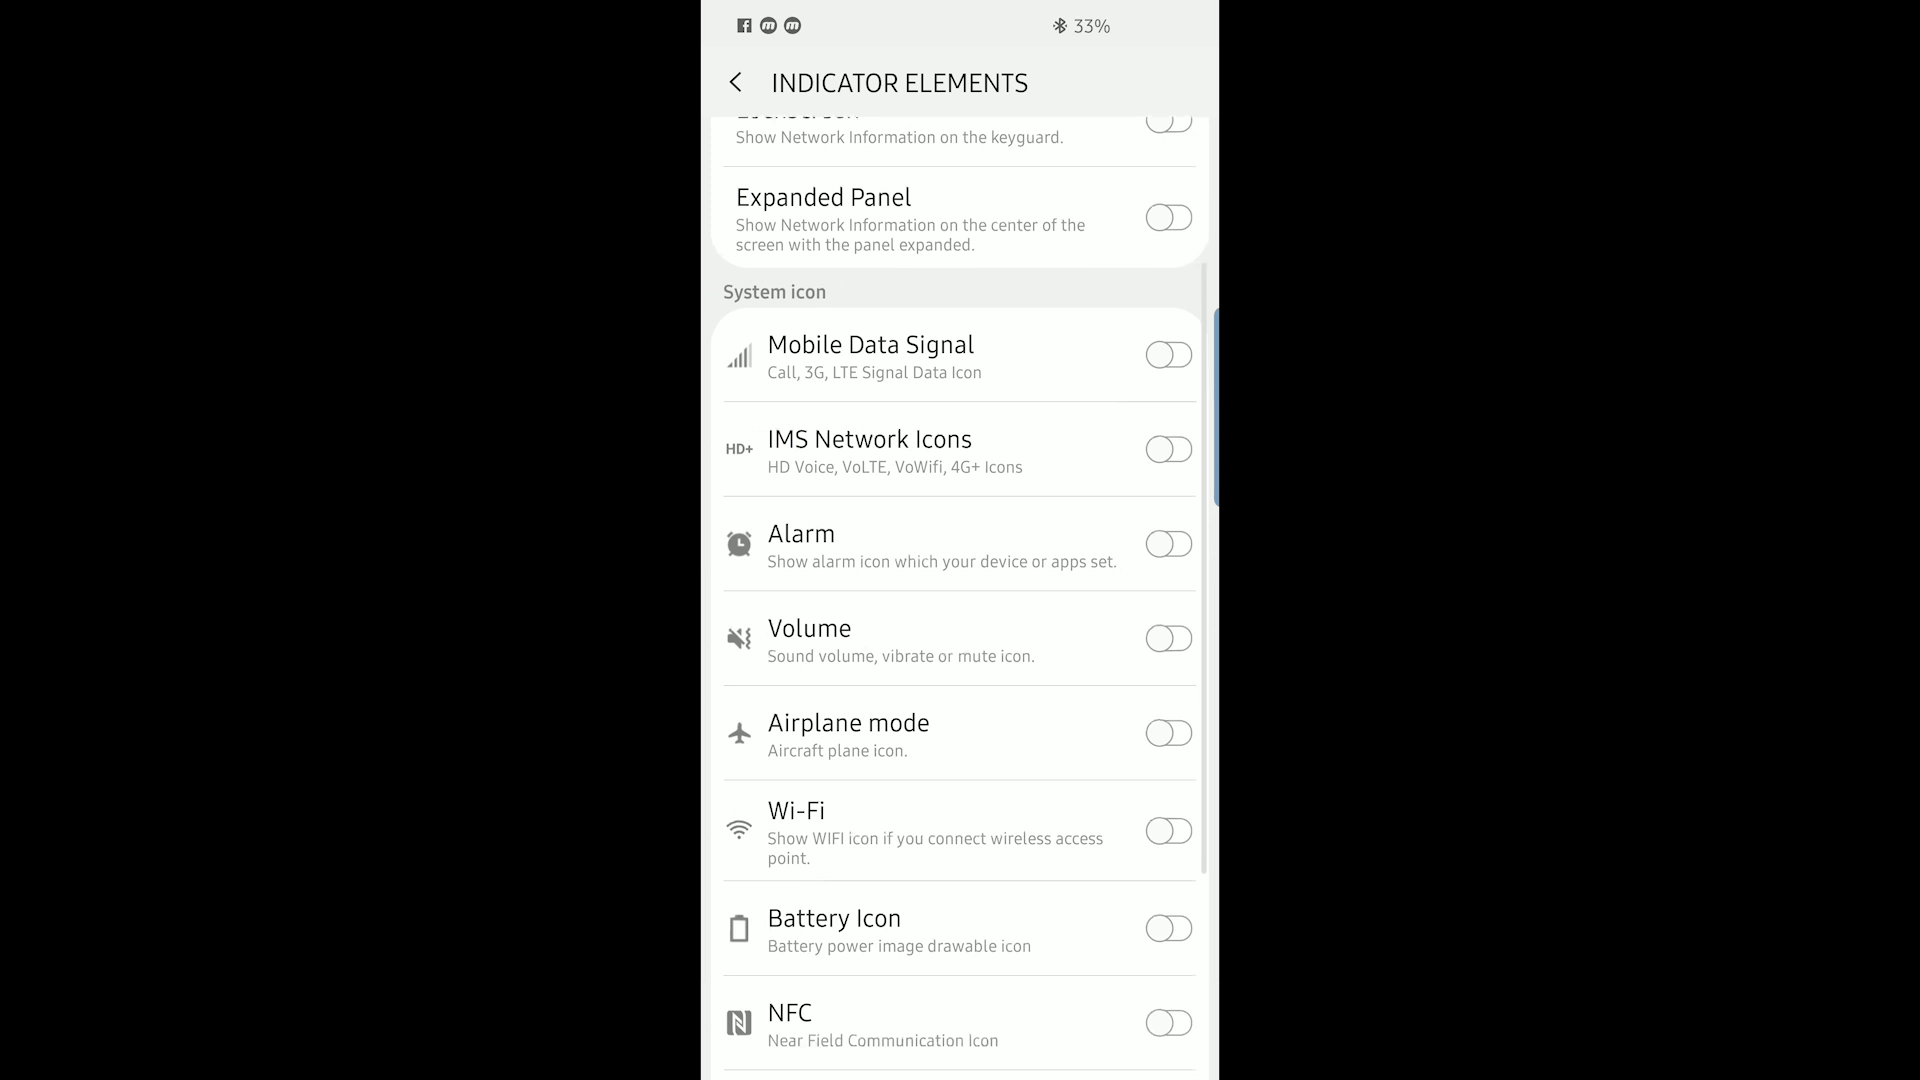 33%
INDICATOR ELEMENTS
Show Network Information on the keyguard.
Expanded Panel
Show Network Information on the center of the
screen with the panel expanded.
System icon
Mobile Data Signal
Call, 3G, LTE Signal Data Icon
HD+
IMS Network Icons
HD Voice, VoLTE, VoWifi, 4G+ Icons
Alarm
Show alarm icon which your device or apps set.
Volume
Sound volume, vibrate or mute icon.
Airplane mode
Aircraft plane icon.
Wi-Fi
Show WIFI icon if you connect wireless access
point.
Battery Icon
Battery power image drawable icon
NFC
Near Field Communication Icon